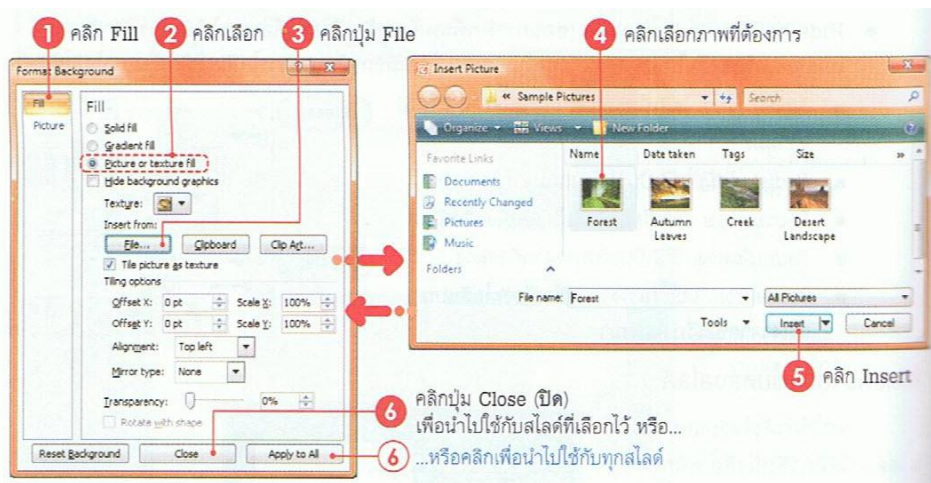 1 คลิก Fill 2 คลิกเลือก 3 คลิกปุ่ม File
Format Background
Fill
Picture
Fill
Solid fill
Gradient fill
Picture or texture fill
Hide background graphics
Texture:
Insert from:
File... Clipboard Clip Art...
Tile picture as texture
Tiling options
Offset X: 0 pt Scale X: 100%
Offset Y: 0 pt Scale Y: 100%
Alignment: Top left
Mirror type: None
Transparency: 0%
Rotate with shape
Reset Background Close Apply to All
4 คลิกเลือกภาพที่ต้องการ
Insert Picture
« Sample Pictures Search
Organize Views New Folder
Favorite Links
Documents
Recently Changed
Pictures
Music
Folders
Name Date taken Tags Size »
Forest Autumn Leaves Creek Desert Landscape
File name: Forest All Pictures
Tools Insert Cancel
5 คลิก Insert
6 คลิกปุ่ม Close (ปิด)
เพื่อนำไปใช้กับสไลด์ที่เลือกไว้ หรือ...
6 ...หรือคลิกเพื่อนำไปใช้กับทุกสไลด์